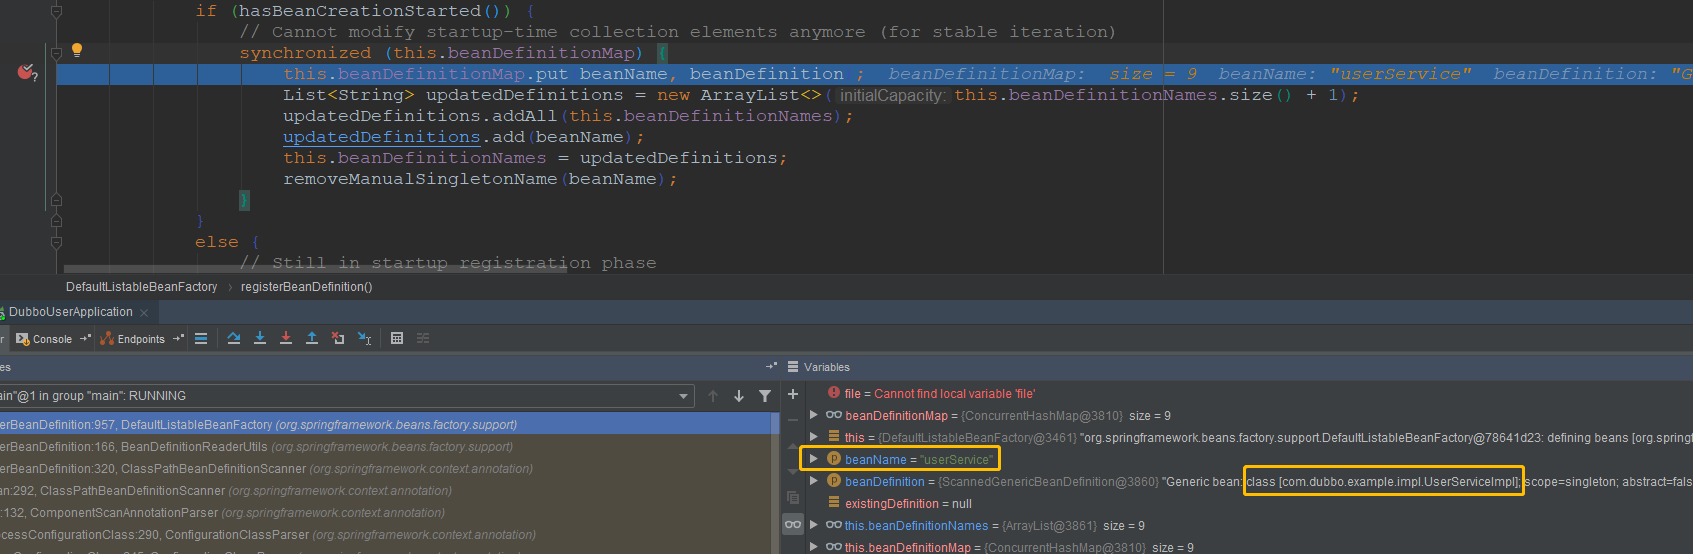 if (hasBeanCreationStarted()) {
// Cannot modify startup-time collection elements anymore (for stable iteration)
synchronized (this.beanDefinitionMap) {
this.beanDefinitionMap.put beanName, beanDefinition ; beanDefinitionMap: size = 9 beanName: "userService" beanDefinition: "G
List<String> updatedDefinitions = new ArrayList<>( initialCapacity: this.beanDefinitionNames.size() + 1);
updatedDefinitions.addAll(this.beanDefinitionNames);
updatedDefinitions.add(beanName);
this.beanDefinitionNames = updatedDefinitions;
removeManualSingletonName(beanName);
}
}
else {
// Still in startup registration phase
DefaultListableBeanFactory › registerBeanDefinition()
DubboUserApplication ×
r Console Endpoints
es
Variables
ain"@1 in group "main": RUNNING
file = Cannot find local variable 'file'
beanDefinitionMap = {ConcurrentHashMap@3810} size = 9
erBeanDefinition:957, DefaultListableBeanFactory (org.springframework.beans.factory.support)
this = {DefaultListableBeanFactory@3461} "org.springframework.beans.factory.support.DefaultListableBeanFactory@78641d23: defining beans [org.spring
erBeanDefinition:166, BeanDefinitionReaderUtils (org.springframework.beans.factory.support)
p beanName = "userService"
erBeanDefinition:320, ClassPathBeanDefinitionScanner (org.springframework.context.annotation)
p beanDefinition = {ScannedGenericBeanDefinition@3860} "Generic bean: class [com.dubbo.example.impl.UserServiceImpl]; scope=singleton; abstract=fals
an:292, ClassPathBeanDefinitionScanner (org.springframework.context.annotation)
existingDefinition = null
:132, ComponentScanAnnotationParser (org.springframework.context.annotation)
this.beanDefinitionNames = {ArrayList@3861} size = 9
ocessConfigurationClass:290, ConfigurationClassParser (org.springframework.context.annotation)
this.beanDefinitionMap = {ConcurrentHashMap@3810} size = 9